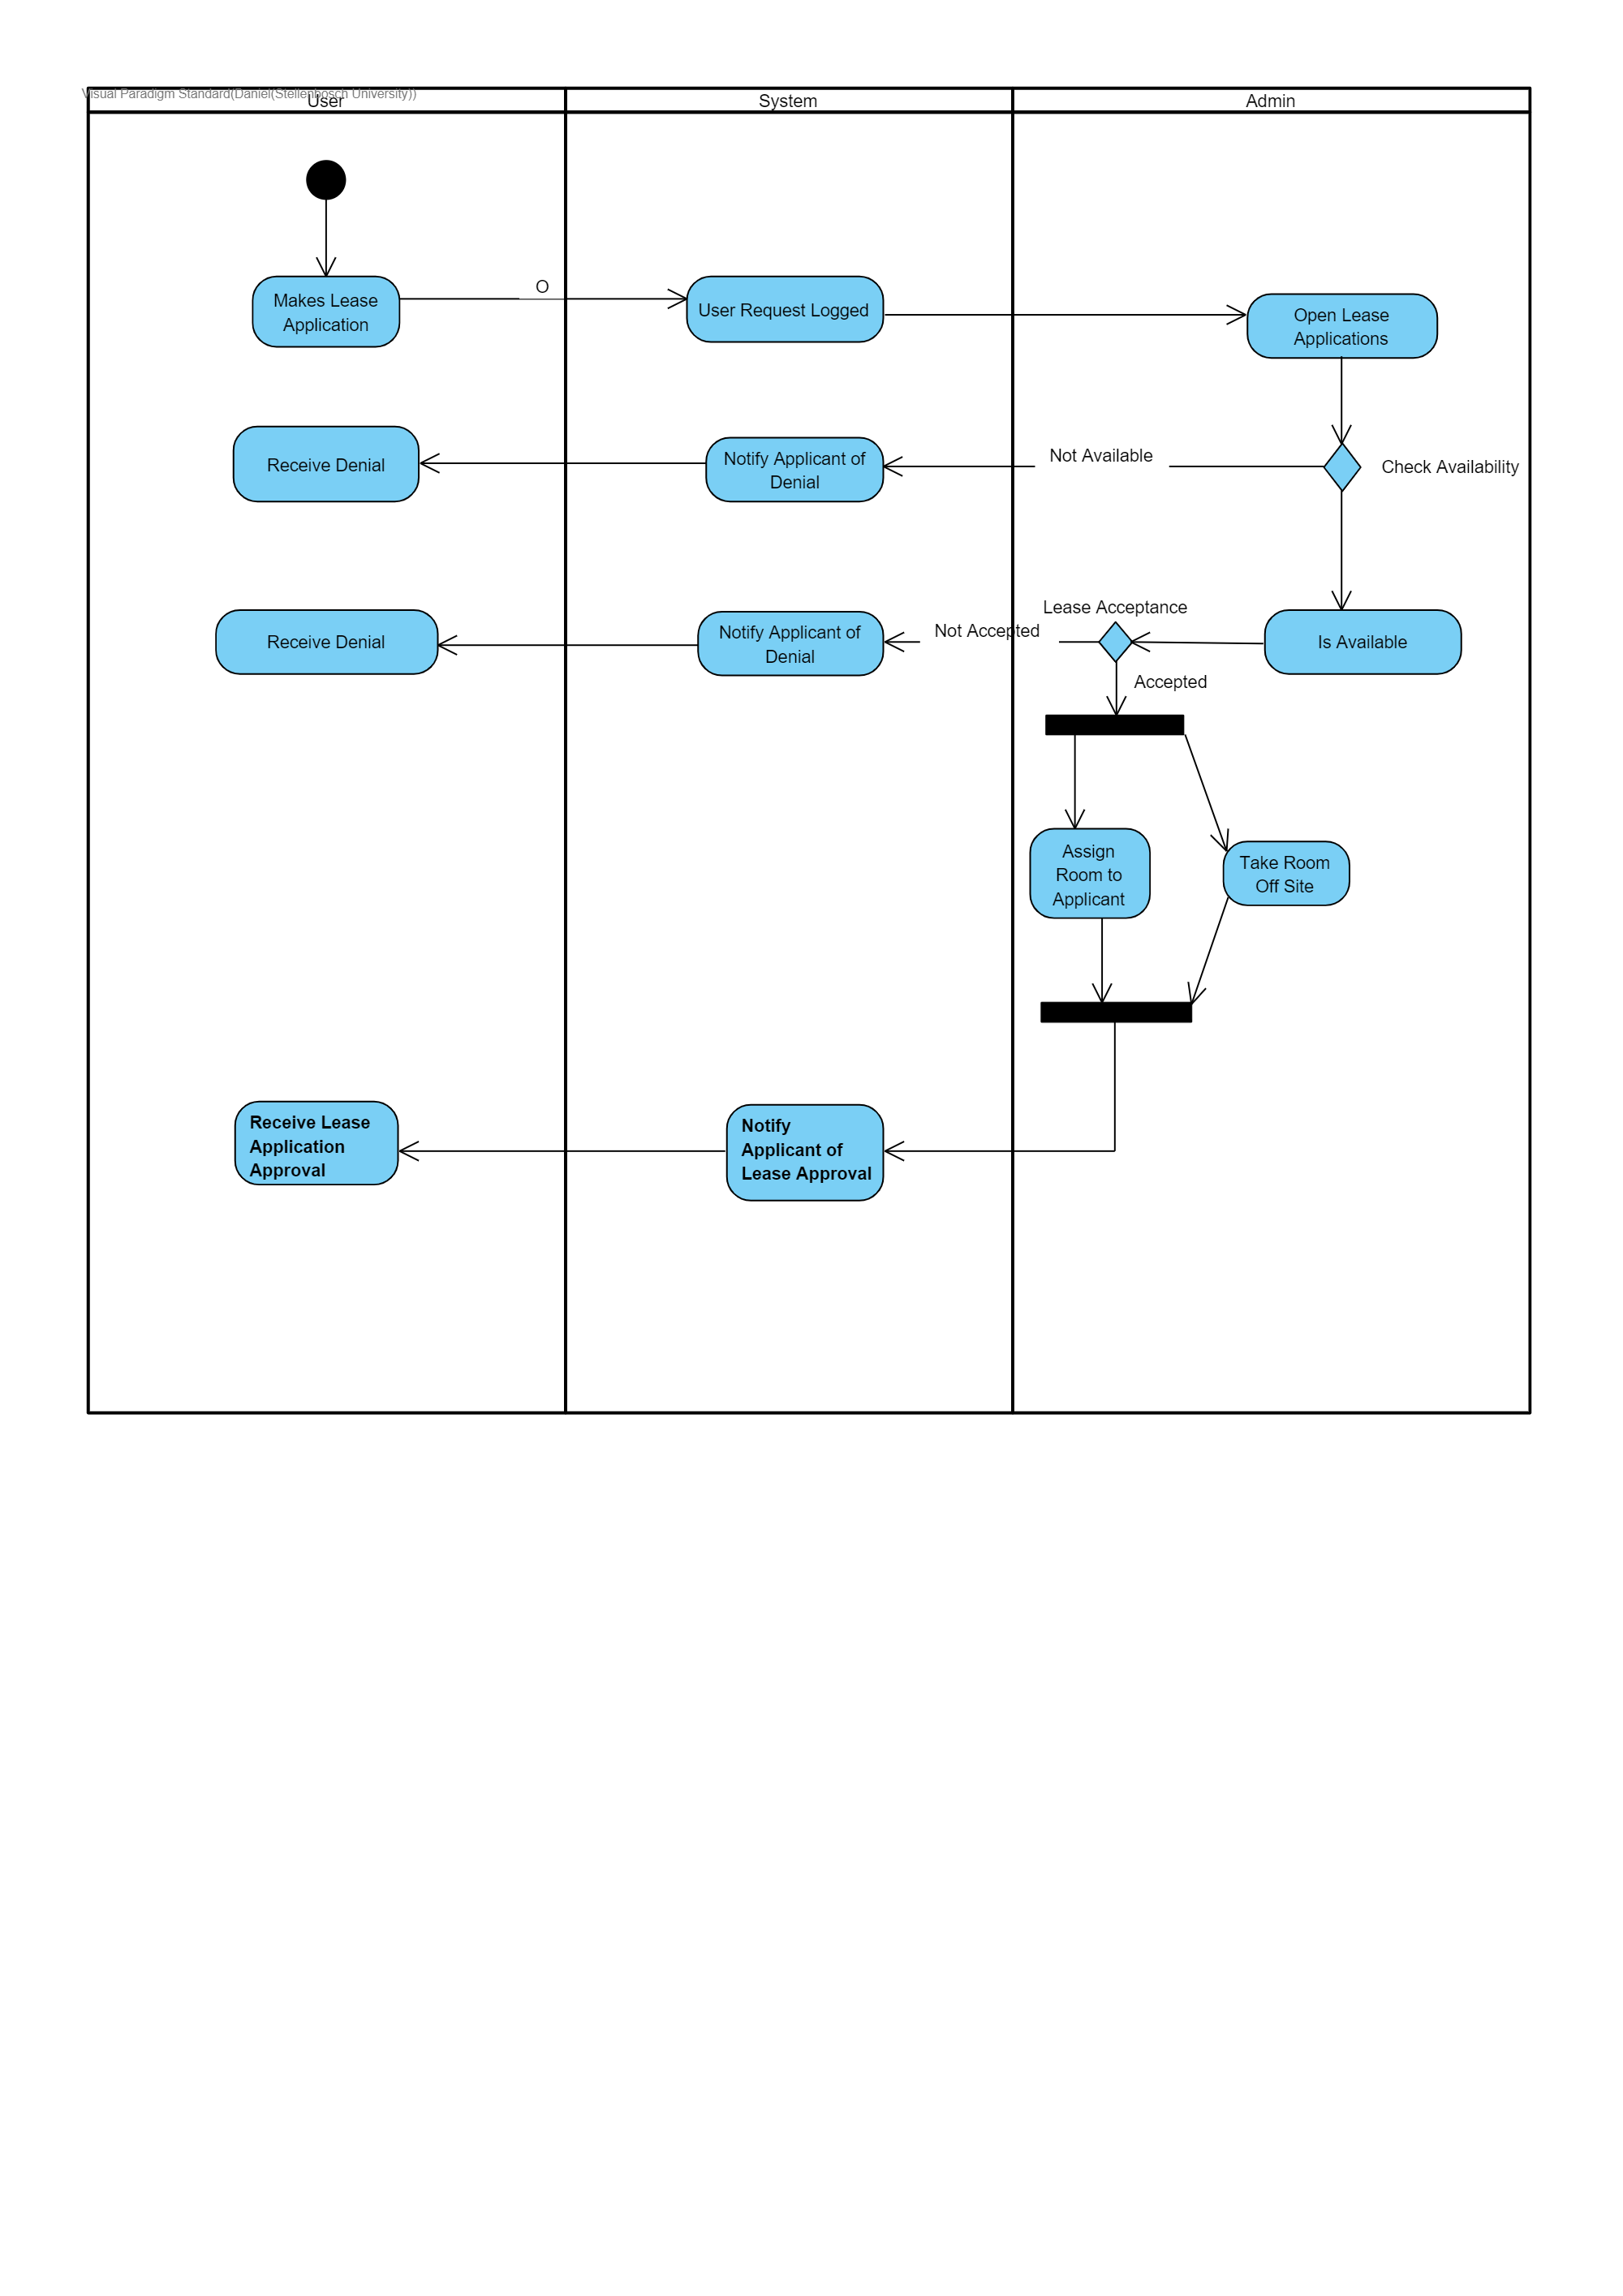 Visual Paradigm Standard(Daniel(Stellenbosch University))
User
System
Admin
Makes Lease
Application
O
User Request Logged
Open Lease
Applications
Receive Denial
Notify Applicant of
Denial
Not Available
Check Availability
Receive Denial
Notify Applicant of
Denial
Not Accepted
Lease Acceptance
Is Available
Accepted
Assign
Room to
Applicant
Take Room
Off Site
Receive Lease
Application
Approval
Notify
Applicant of
Lease Approval